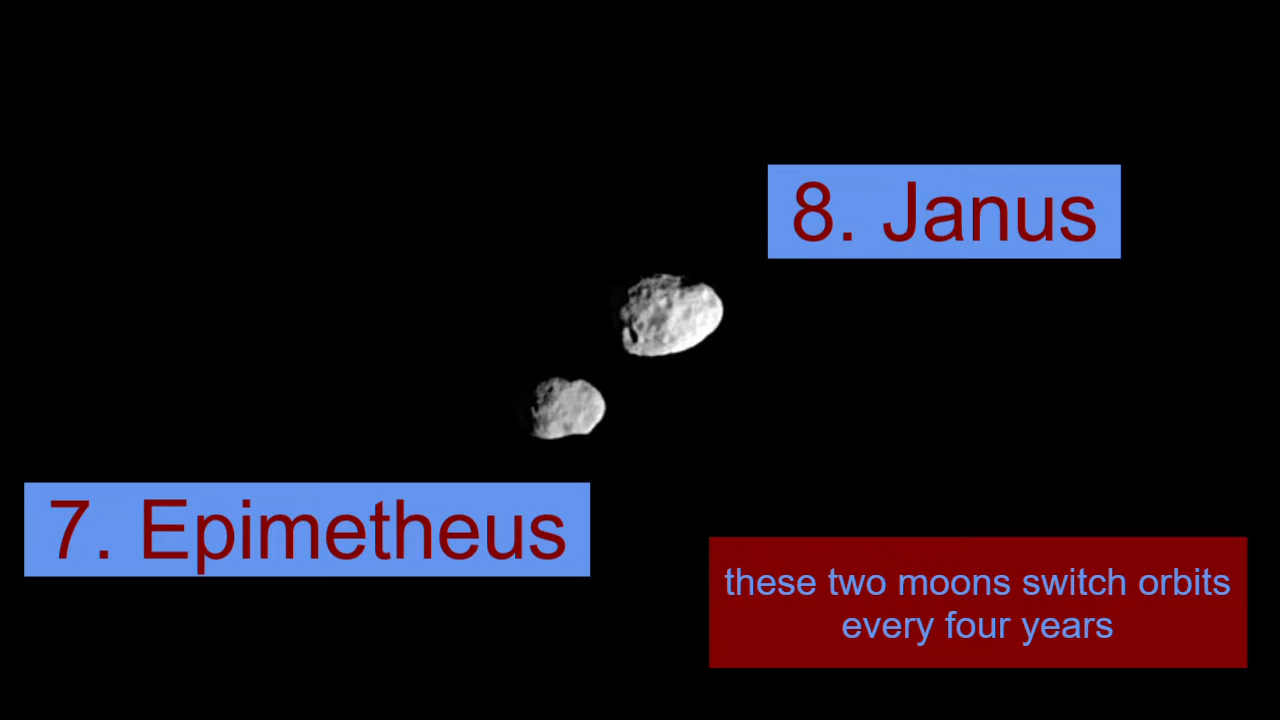 8. Janus
7. Epimetheus
these two moons switch orbits
every four years